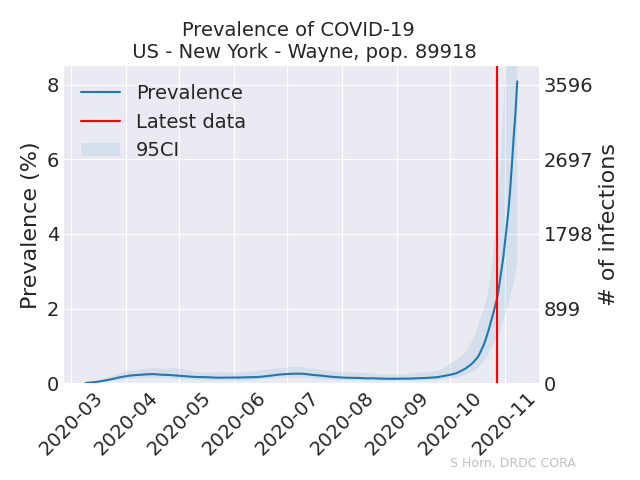 Prevalence of COVID-19
US - New York - Wayne, pop. 89918
Prevalence
Latest data
95CI
Prevalence (%)
8
6
4
2
0
3596
2697
1798
899
0
# of infections
2020-03
2020-04
2020-05
2020-06
2020-07
2020-08
2020-09
2020-10
2020-11
S Horn, DRDC CORA